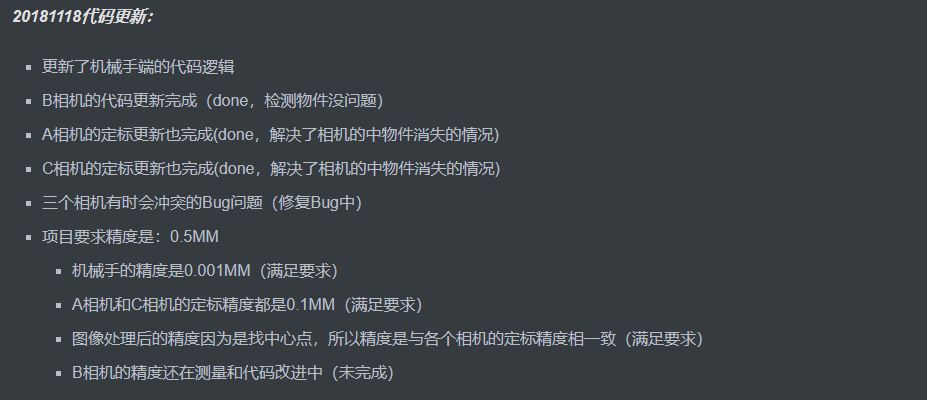 20181118代码更新：
更新了机械手端的代码逻辑
B相机的代码更新完成（done，检测物件没问题）
A相机的定标更新也完成(done，解决了相机的中物件消失的情况)
C相机的定标更新也完成(done，解决了相机的中物件消失的情况)
三个相机有时会冲突的Bug问题（修复Bug中）
项目要求精度是：0.5MM
机械手的精度是0.001MM（满足要求）
A相机和C相机的定标精度都是0.1MM（满足要求）
图像处理后的精度因为是找中心点，所以精度是与各个相机的定标精度相一致（满足要求）
B相机的精度还在测量和代码改进中（未完成）